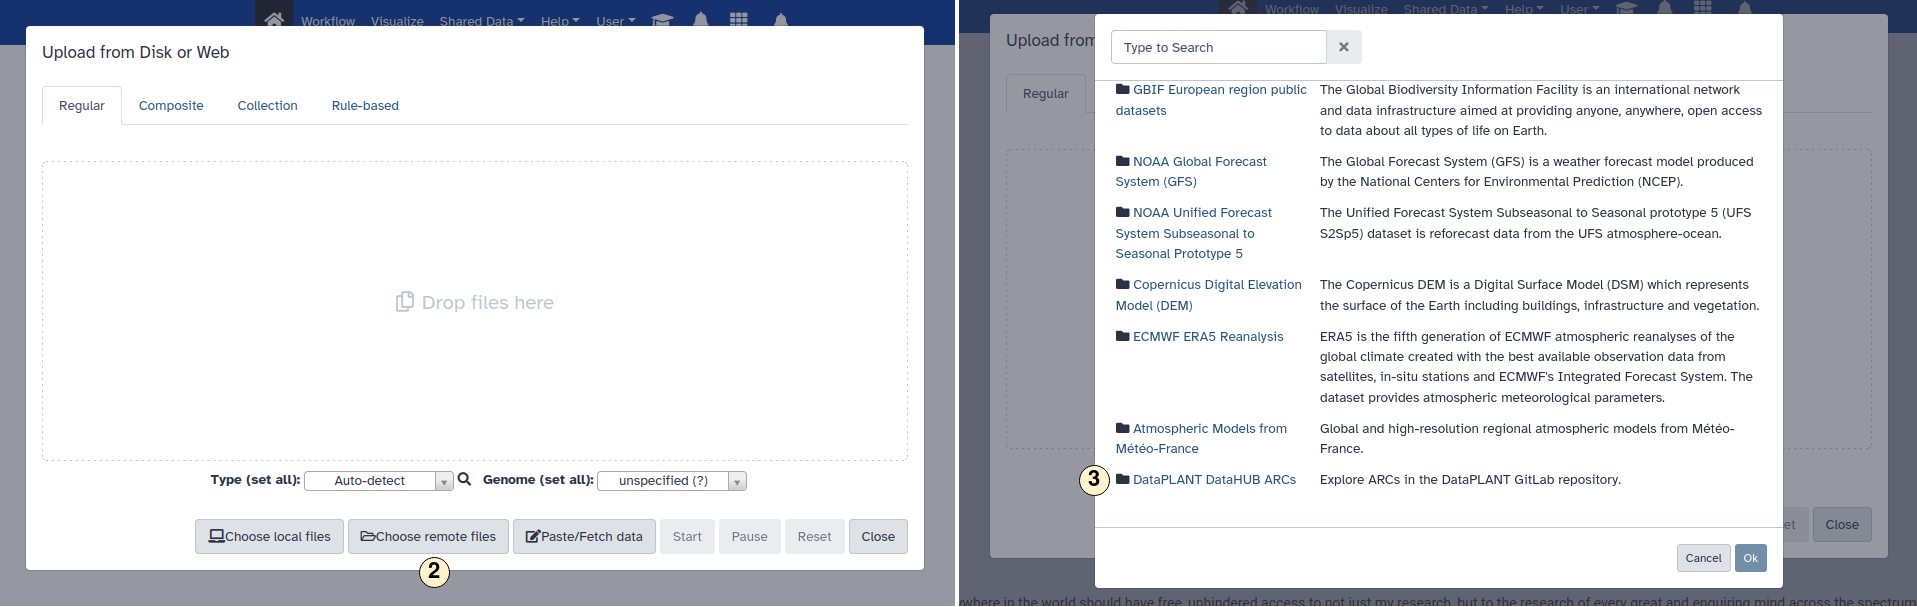 Workflow Visualize Shared Data Help User
Upload from Disk or Web
Regular Composite Collection Rule-based
Drop files here
Type (set all): Auto-detect Genome (set all): unspecified (?)
Choose local files Choose remote files Paste/Fetch data Start Pause Reset Close
2
Workflow Visualize Shared Data Help User
Upload from
Regular
Type to Search
GBIF European region public
datasets
The Global Biodiversity Information Facility is an international network
and data infrastructure aimed at providing anyone, anywhere, open access
to data about all types of life on Earth.
NOAA Global Forecast
System (GFS)
The Global Forecast System (GFS) is a weather forecast model produced
by the National Centers for Environmental Prediction (NCEP).
NOAA Unified Forecast
System Subseasonal to
Seasonal Prototype 5
The Unified Forecast System Subseasonal to Seasonal prototype 5 (UFS
S2Sp5) dataset is reforecast data from the UFS atmosphere-ocean.
Copernicus Digital Elevation
Model (DEM)
The Copernicus DEM is a Digital Surface Model (DSM) which represents
the surface of the Earth including buildings, infrastructure and vegetation.
ECMWF ERA5 Reanalysis
ERA5 is the fifth generation of ECMWF atmospheric reanalyses of the
global climate created with the best available observation data from
satellites, in-situ stations and ECMWF's Integrated Forecast System. The
dataset provides atmospheric meteorological parameters.
Atmospheric Models from
Météo-France
Global and high-resolution regional atmospheric models from Météo-
France.
3
DataPLANT DataHUB ARCs
Explore ARCs in the DataPLANT GitLab repository.
et Close
Cancel Ok
ywhere in the world should have free, unhindered access to not just my research, but to the research of every great and enquiring mind across the spectrum